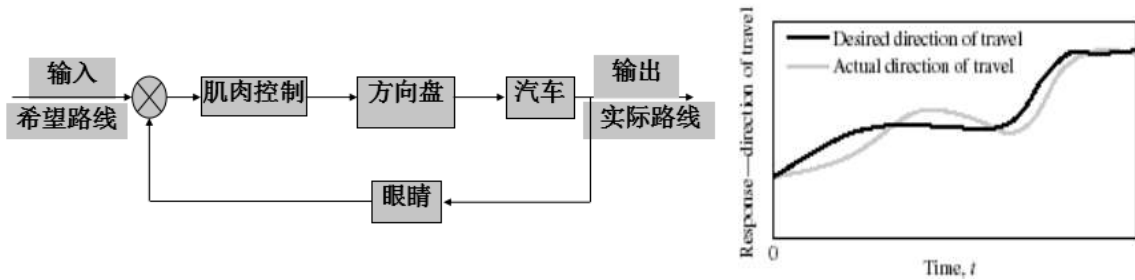 输入
希望路线
肌肉控制
方向盘
汽车
输出
实际路线
眼睛
Response—direction of travel
Desired direction of travel
Actual direction of travel
0
Time, t